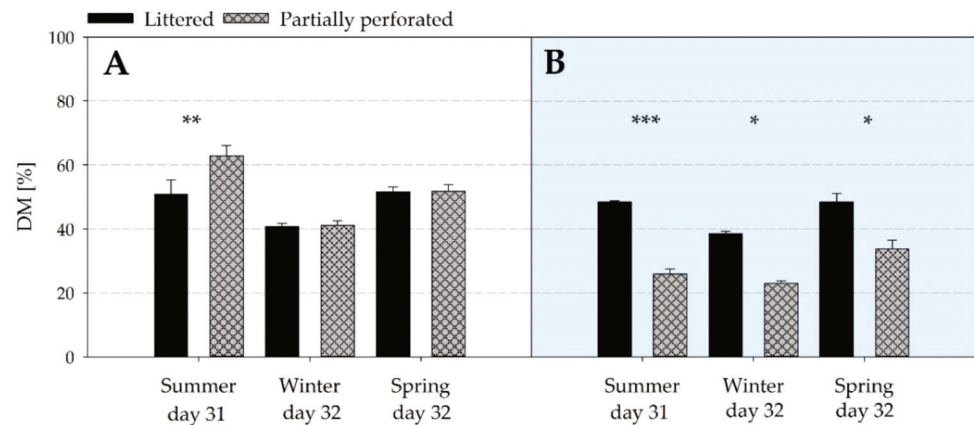 Littered Partially perforated
100
80
60
40
20
0
DM [%]
A
**
B
***
*
*
Summer
day 31
Winter
day 32
Spring
day 32
Summer
day 31
Winter
day 32
Spring
day 32